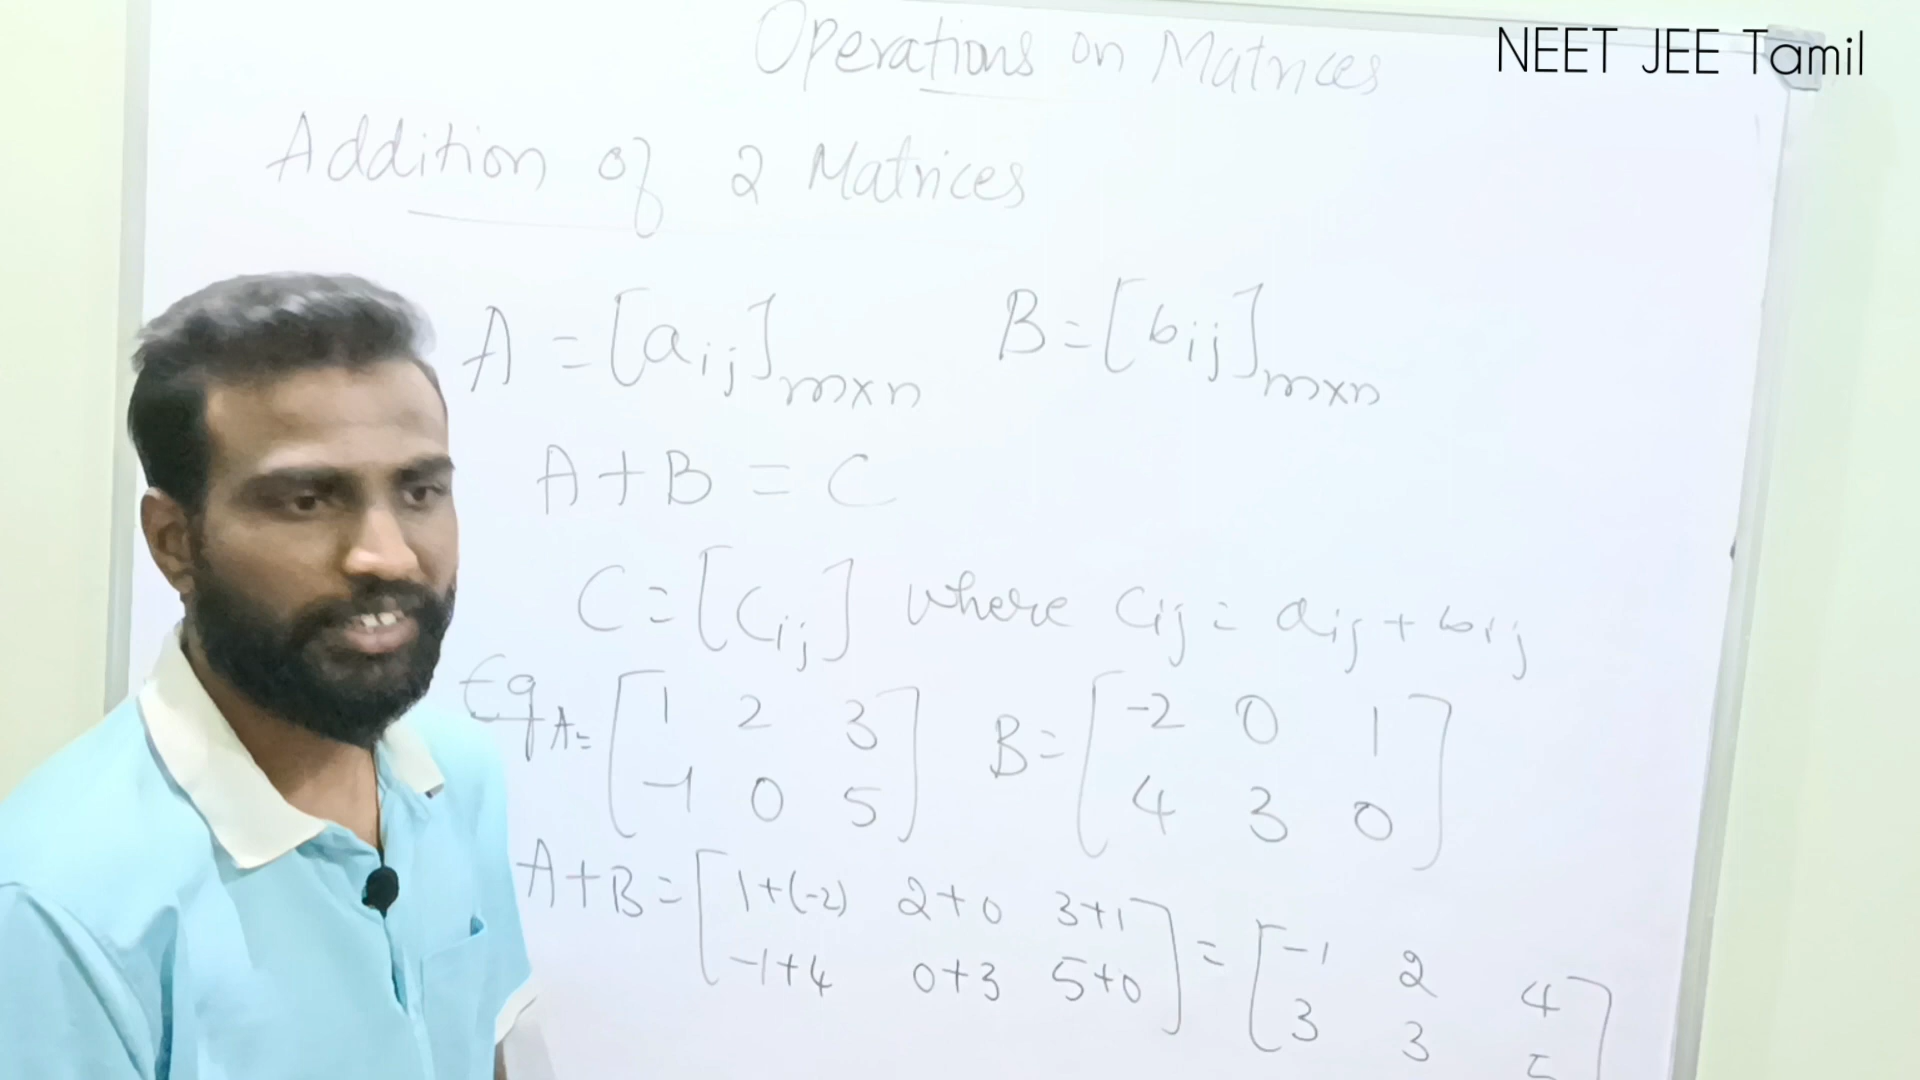 NEET JEE Tamil
Operations on Matrices
Addition of 2 Matrices
A = [aij]m×n B = [bij]m×n
A+B = C
C = [Cij] where Cij = aij + bij
Eg A= [1 2 3 B= [-2 0 1
-1 0 5] 4 3 0]
A+B = [1+(-2) 2+0 3+1
-1+4 0+3 5+0] = [-1 2 4
3 3 5]